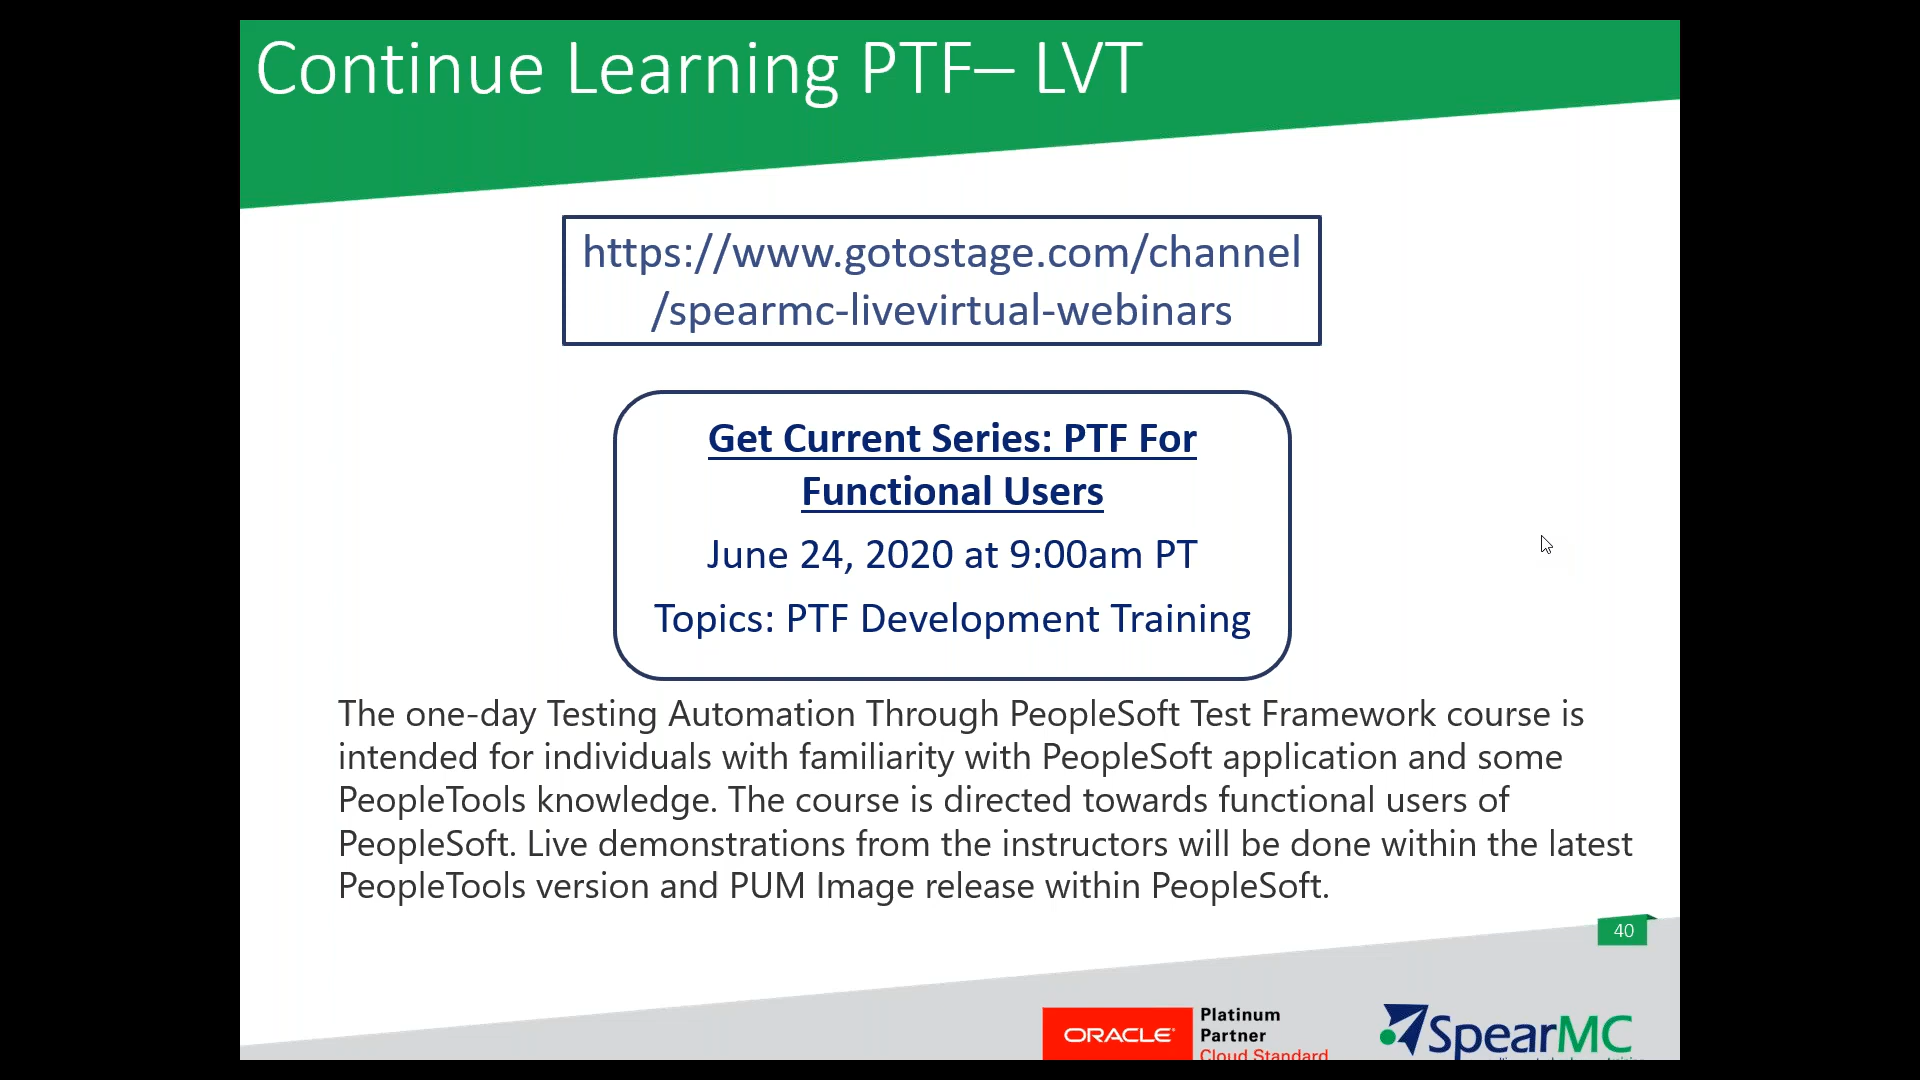 Continue Learning PTF– LVT
https://www.gotostage.com/channel
/spearmc-livevirtual-webinars
Get Current Series: PTF For
Functional Users
June 24, 2020 at 9:00am PT
Topics: PTF Development Training
The one-day Testing Automation Through PeopleSoft Test Framework course is
intended for individuals with familiarity with PeopleSoft application and some
PeopleTools knowledge. The course is directed towards functional users of
PeopleSoft. Live demonstrations from the instructors will be done within the latest
PeopleTools version and PUM Image release within PeopleSoft.
40
ORACLE
Platinum
Partner
Cloud Standard
SpearMC